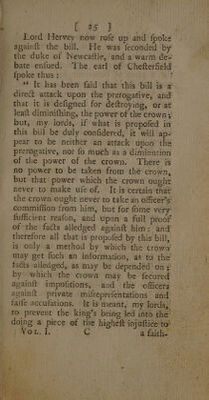 [ 25 ]
Lord Hervey now rose up and spoke
against the bill. He was seconded by
the duke of Newcastle, and a warm de-
bate ensued. The earl of Chesterfield
spoke thus :
“ It has been said that this bill is a
direct attack upon the prerogative, and
that it is designed for destroying, or at
least diminishing, the power of the crown;
but, my lords, if what is proposed in
this bill be duly considered, it will ap-
pear to be neither an attack upon the
prerogative, nor so much as a diminution
of the power of the crown. There is
no power to be taken from the crown,
but that power which the crown ought
never to make use of. It is certain that
the crown ought never to take an officer's
commission from him, but for some very
sufficient reason, and upon a full proof
of the facts alledged against him: and
therefore all that is proposed by this bill,
is only a method by which the crown
may get such an information, as to the
facts alledged, as may be depended on;
by which the crown may be secured
against impositions, and the officers
against private misrepresentations and
false accusations. It is meant, my lords,
to prevent the king's being led into the
doing a piece of the highest injustice to
VOL. I. C a faith-